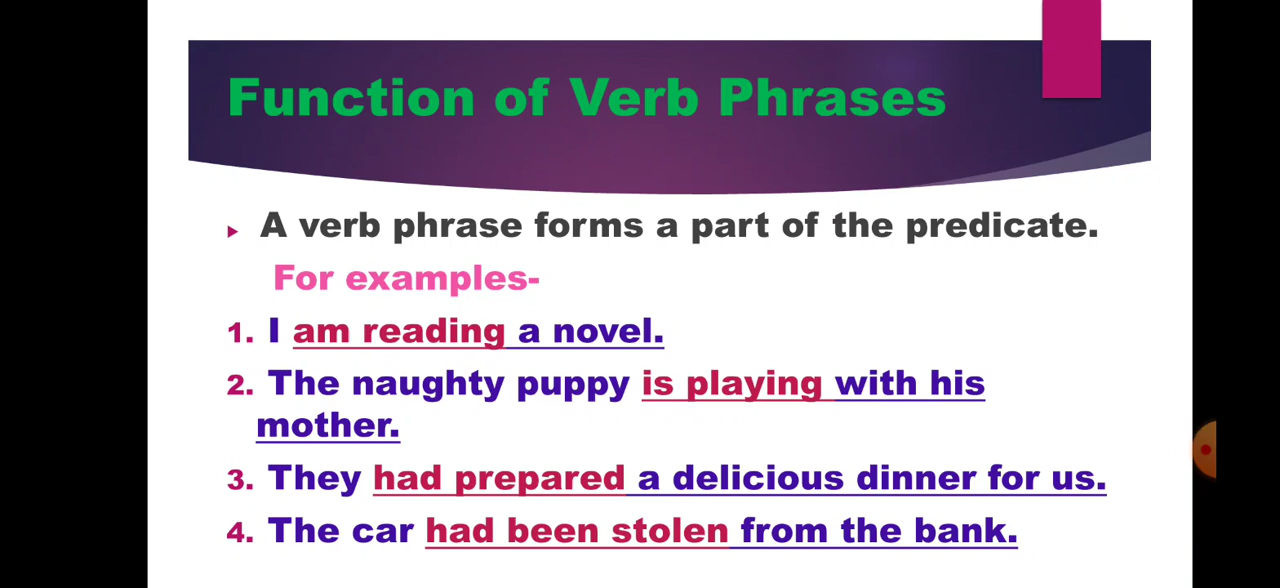 Function of Verb Phrases
A verb phrase forms a part of the predicate.
For examples-
1. I am reading a novel.
2. The naughty puppy is playing with his
mother.
3. They had prepared a delicious dinner for us.
4. The car had been stolen from the bank.